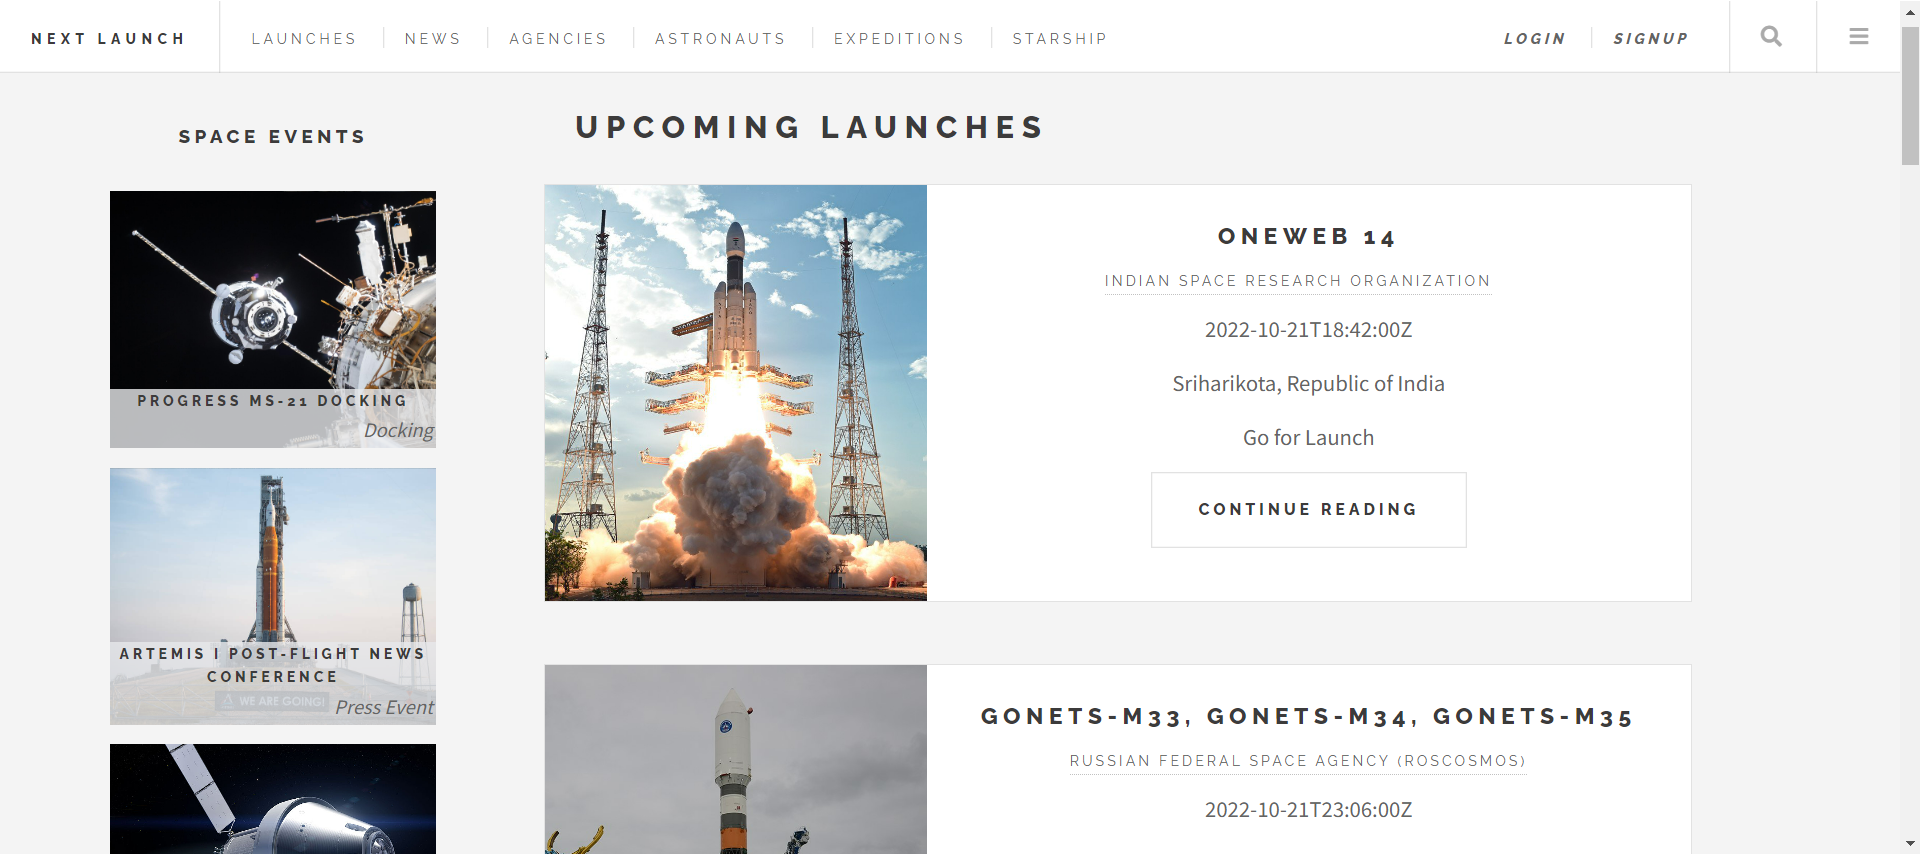 NEXT LAUNCH
LAUNCHES
NEWS
AGENCIES
ASTRONAUTS
EXPEDITIONS
STARSHIP
LOGIN
SIGNUP
SPACE EVENTS
PROGRESS MS-21 DOCKING
Docking
ARTEMIS I POST-FLIGHT NEWS
CONFERENCE
WE ARE GOING!
Press Event
UPCOMING LAUNCHES
ONEWEB 14
INDIAN SPACE RESEARCH ORGANIZATION
2022-10-21T18:42:00Z
Sriharikota, Republic of India
Go for Launch
CONTINUE READING
GONETS-M33, GONETS-M34, GONETS-M35
RUSSIAN FEDERAL SPACE AGENCY (ROSCOSMOS)
2022-10-21T23:06:00Z